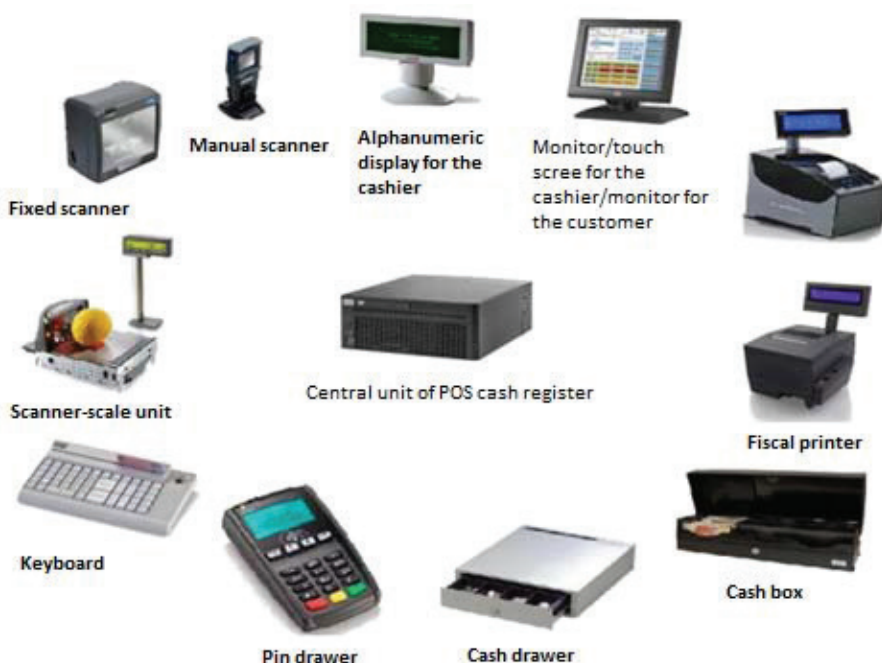 Manual scanner
Alphanumeric
display for the
cashier
Monitor/touch
scree for the
cashier/monitor for
the customer
Fixed scanner
Scanner-scale unit
Central unit of POS cash register
Fiscal printer
Keyboard
Cash box
Pin drawer
Cash drawer